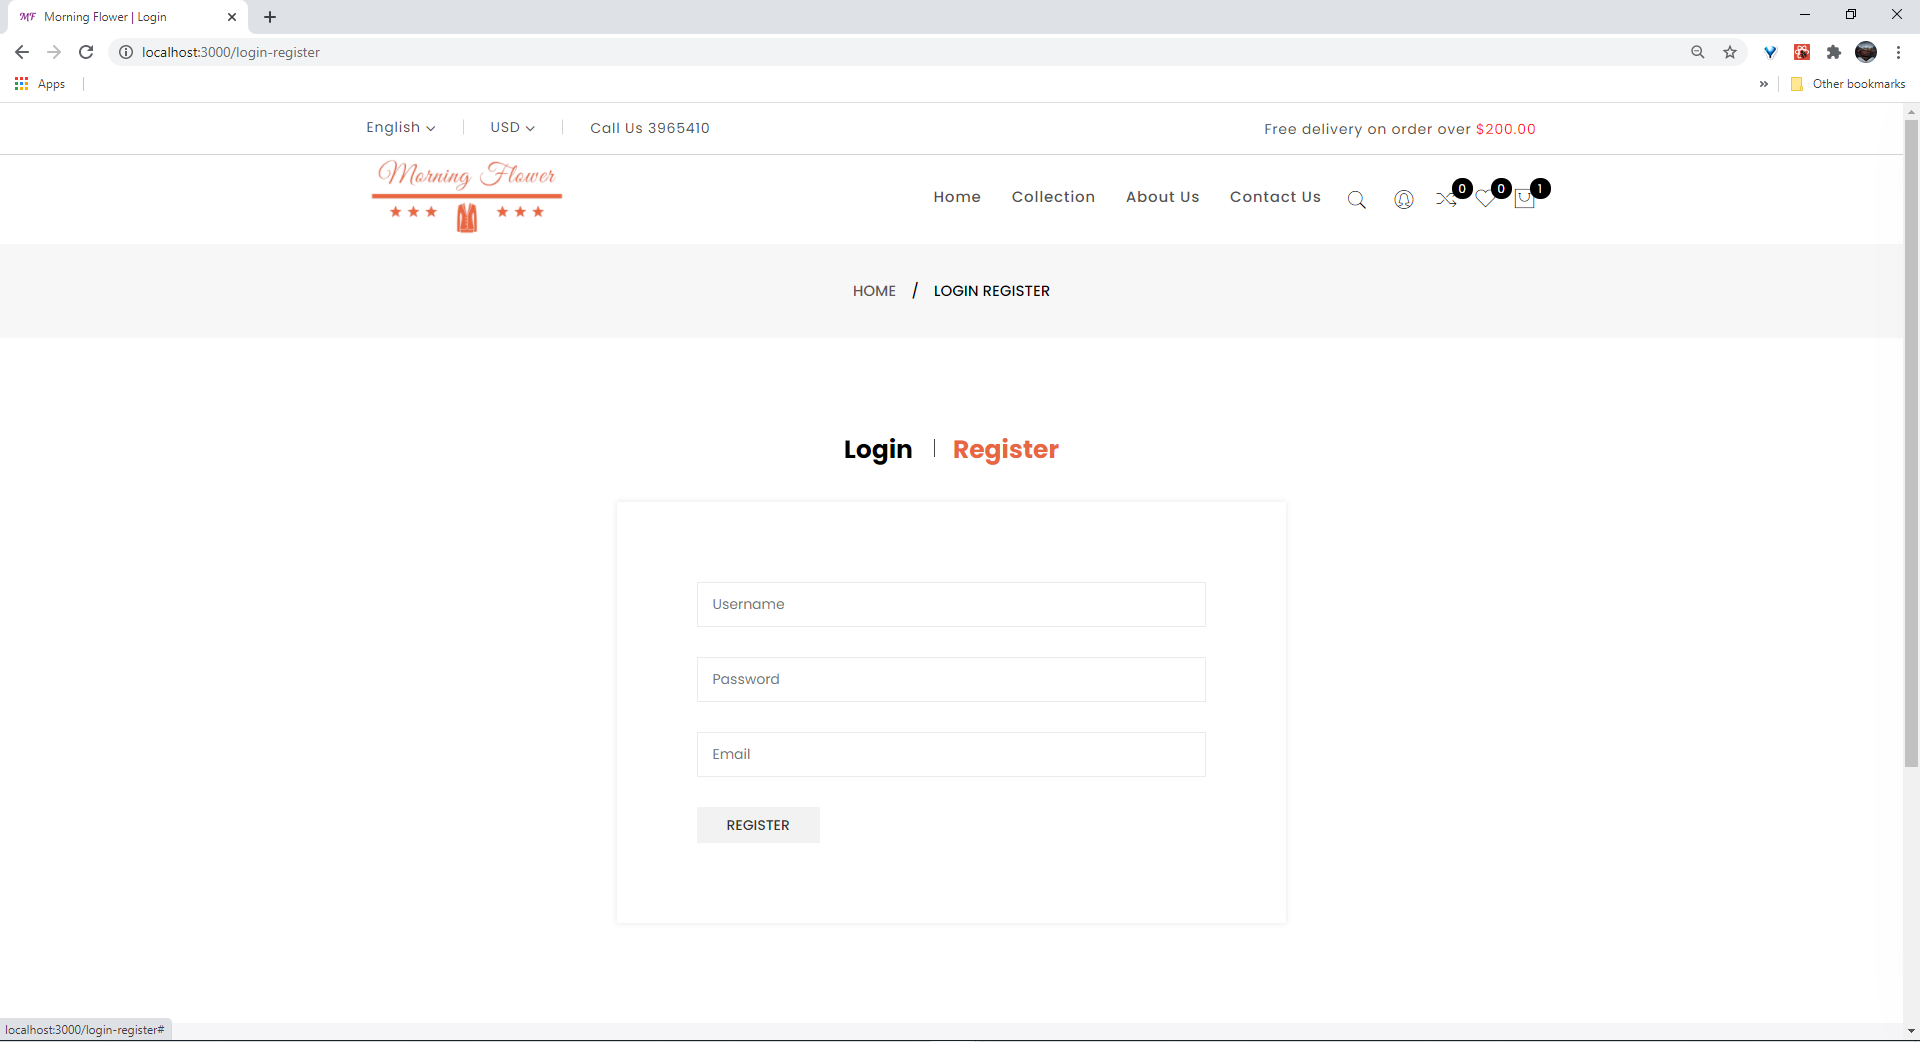 MF Morning Flower | Login
localhost:3000/login-register
Apps
» Other bookmarks
English USD Call Us 3965410
Free delivery on order over $200.00
Morning Flower
Home Collection About Us Contact Us 0 0 1
HOME / LOGIN REGISTER
Login | Register
Username
Password
Email
REGISTER
localhost:3000/login-register#